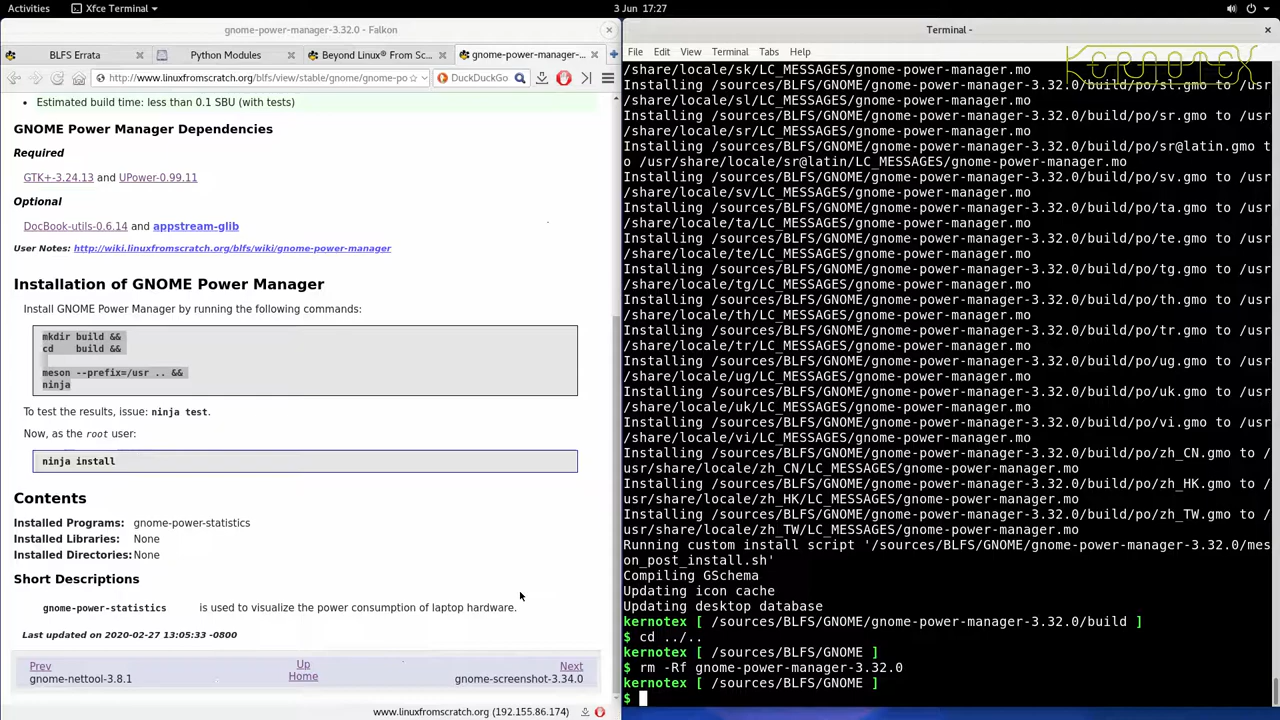 Activities
Xfce Terminal
3 Jun 17:27
gnome-power-manager-3.32.0 - Falkon
BLFS Errata
Python Modules
Beyond Linux® From Sc...
gnome-power-manager-...
http://www.linuxfromscratch.org/blfs/view/stable/gnome/gnome-po
DuckDuckGo
Estimated build time: less than 0.1 SBU (with tests)
GNOME Power Manager Dependencies
Required
GTK+-3.24.13 and UPower-0.99.11
Optional
DocBook-utils-0.6.14 and appstream-glib
User Notes: http://wiki.linuxfromscratch.org/blfs/wiki/gnome-power-manager
Installation of GNOME Power Manager
Install GNOME Power Manager by running the following commands:
mkdir build &&
cd    build &&
meson --prefix=/usr .. &&
ninja
To test the results, issue: ninja test.
Now, as the root user:
ninja install
Contents
Installed Programs: gnome-power-statistics
Installed Libraries: None
Installed Directories: None
Short Descriptions
gnome-power-statistics is used to visualize the power consumption of laptop hardware.
Last updated on 2020-02-27 13:05:33 -0800
Prev
gnome-nettool-3.8.1
Up
Home
Next
gnome-screenshot-3.34.0
www.linuxfromscratch.org (192.155.86.174)
Terminal -
File Edit View Terminal Tabs Help
KERNOTEX
/share/locale/sk/LC_MESSAGES/gnome-power-manager.mo
Installing /sources/BLFS/GNOME/gnome-power-manager-3.32.0/build/po/sl.gmo to /usr
/share/locale/sl/LC_MESSAGES/gnome-power-manager.mo
Installing /sources/BLFS/GNOME/gnome-power-manager-3.32.0/build/po/sr.gmo to /usr
/share/locale/sr/LC_MESSAGES/gnome-power-manager.mo
Installing /sources/BLFS/GNOME/gnome-power-manager-3.32.0/build/po/sr@latin.gmo t
o /usr/share/locale/sr@latin/LC_MESSAGES/gnome-power-manager.mo
Installing /sources/BLFS/GNOME/gnome-power-manager-3.32.0/build/po/sv.gmo to /usr
/share/locale/sv/LC_MESSAGES/gnome-power-manager.mo
Installing /sources/BLFS/GNOME/gnome-power-manager-3.32.0/build/po/ta.gmo to /usr
/share/locale/ta/LC_MESSAGES/gnome-power-manager.mo
Installing /sources/BLFS/GNOME/gnome-power-manager-3.32.0/build/po/te.gmo to /usr
/share/locale/te/LC_MESSAGES/gnome-power-manager.mo
Installing /sources/BLFS/GNOME/gnome-power-manager-3.32.0/build/po/tg.gmo to /usr
/share/locale/tg/LC_MESSAGES/gnome-power-manager.mo
Installing /sources/BLFS/GNOME/gnome-power-manager-3.32.0/build/po/th.gmo to /usr
/share/locale/th/LC_MESSAGES/gnome-power-manager.mo
Installing /sources/BLFS/GNOME/gnome-power-manager-3.32.0/build/po/tr.gmo to /usr
/share/locale/tr/LC_MESSAGES/gnome-power-manager.mo
Installing /sources/BLFS/GNOME/gnome-power-manager-3.32.0/build/po/ug.gmo to /usr
/share/locale/ug/LC_MESSAGES/gnome-power-manager.mo
Installing /sources/BLFS/GNOME/gnome-power-manager-3.32.0/build/po/uk.gmo to /usr
/share/locale/uk/LC_MESSAGES/gnome-power-manager.mo
Installing /sources/BLFS/GNOME/gnome-power-manager-3.32.0/build/po/vi.gmo to /usr
/share/locale/vi/LC_MESSAGES/gnome-power-manager.mo
Installing /sources/BLFS/GNOME/gnome-power-manager-3.32.0/build/po/zh_CN.gmo to /
usr/share/locale/zh_CN/LC_MESSAGES/gnome-power-manager.mo
Installing /sources/BLFS/GNOME/gnome-power-manager-3.32.0/build/po/zh_HK.gmo to /
usr/share/locale/zh_HK/LC_MESSAGES/gnome-power-manager.mo
Installing /sources/BLFS/GNOME/gnome-power-manager-3.32.0/build/po/zh_TW.gmo to /
usr/share/locale/zh_TW/LC_MESSAGES/gnome-power-manager.mo
Running custom install script '/sources/BLFS/GNOME/gnome-power-manager-3.32.0/mes
on_post_install.sh'
Compiling GSchema
Updating icon cache
Updating desktop database
kernotex [ /sources/BLFS/GNOME/gnome-power-manager-3.32.0/build ]
$ cd ../..
kernotex [ /sources/BLFS/GNOME ]
$ rm -Rf gnome-power-manager-3.32.0
kernotex [ /sources/BLFS/GNOME ]
$